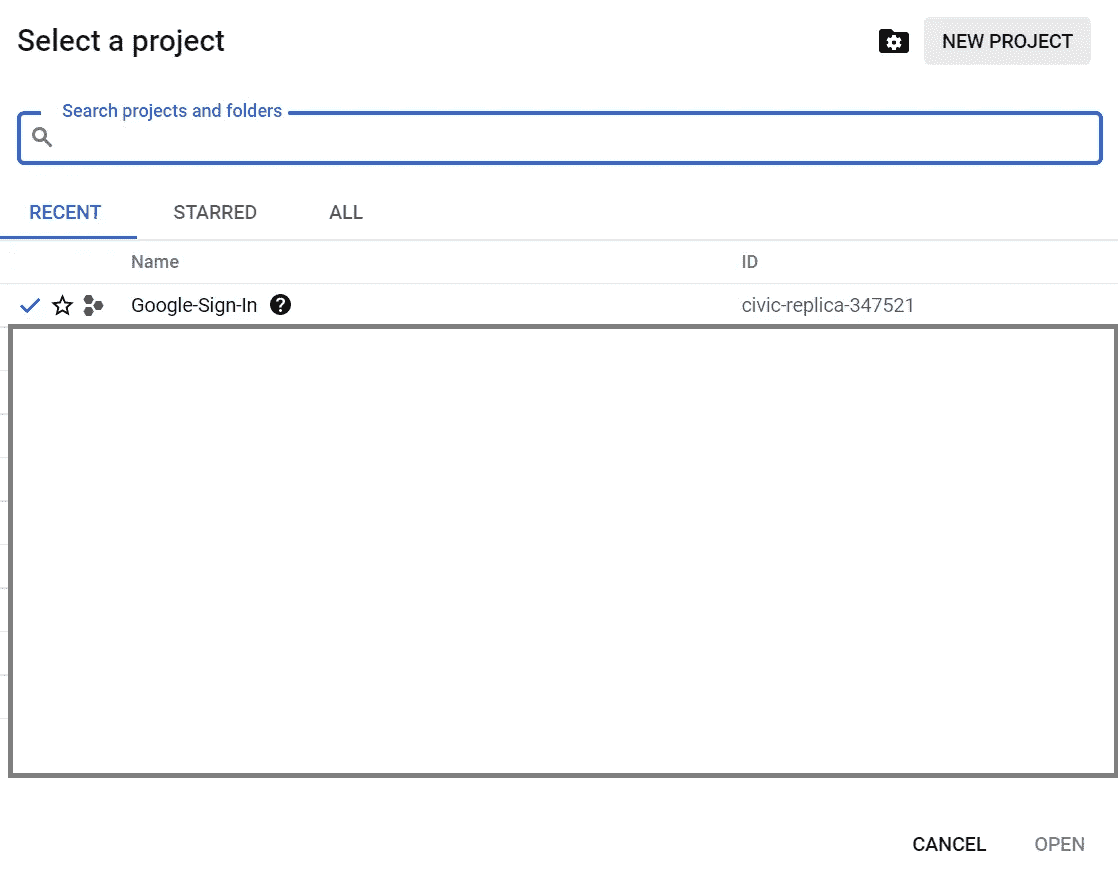 Select a project
NEW PROJECT
Search projects and folders
RECENT STARRED ALL
Name ID
Google-Sign-In ? civic-replica-347521
CANCEL OPEN